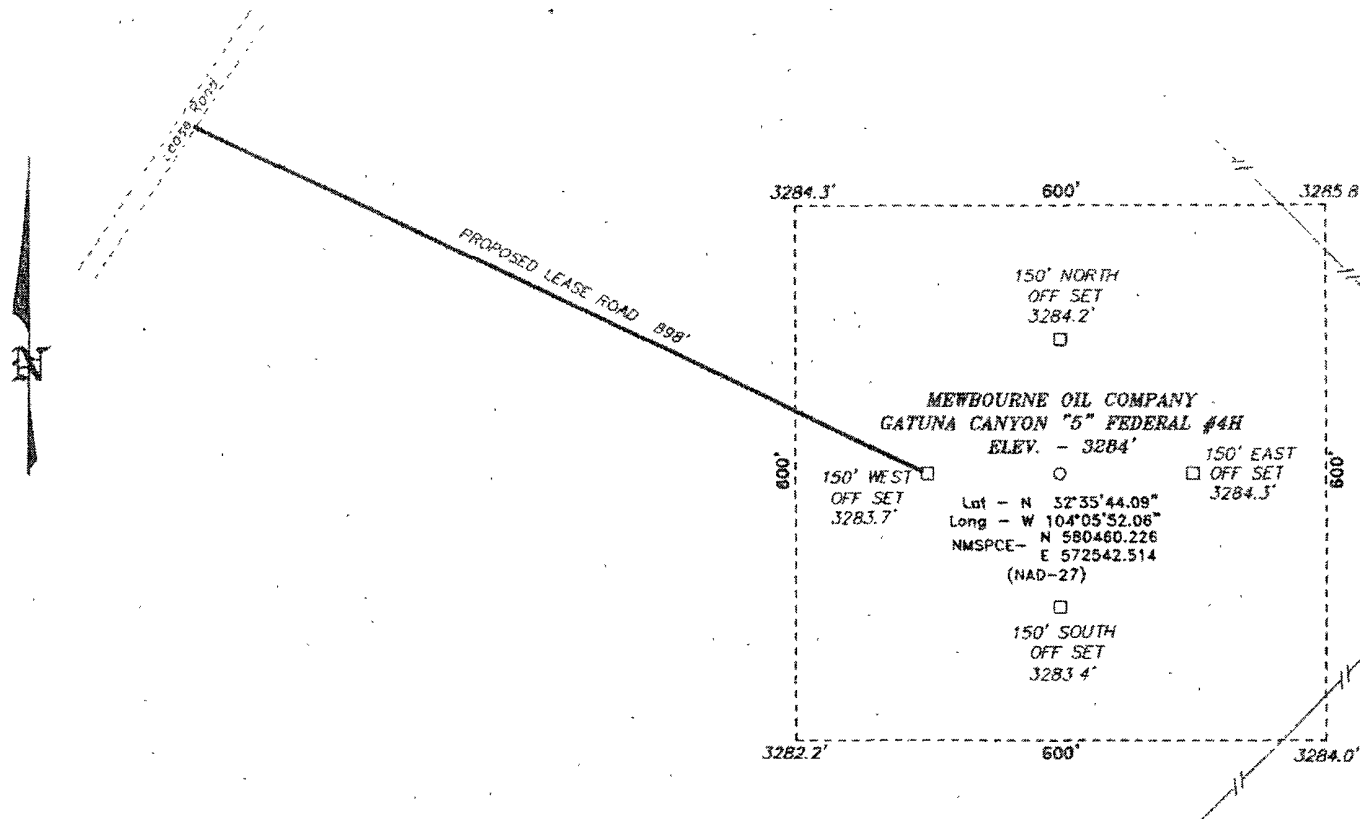 LEASE ROAD
PROPOSED LEASE ROAD 898'
N
3284.3'
600'
3285.8
150' NORTH
OFF SET
3284.2'
MEWBOURNE OIL COMPANY
GATUNA CANYON "5" FEDERAL #4H
ELEV. - 3284'
600'
150' WEST
OFF SET
3283.7'
150' EAST
OFF SET
3284.3'
600'
Lat - N 32°35'44.09"
Long - W 104°05'52.06"
NMSPCE- N 580460.226
E 572542.514
(NAD-27)
150' SOUTH
OFF SET
3283.4'
3282.2'
600'
3284.0'